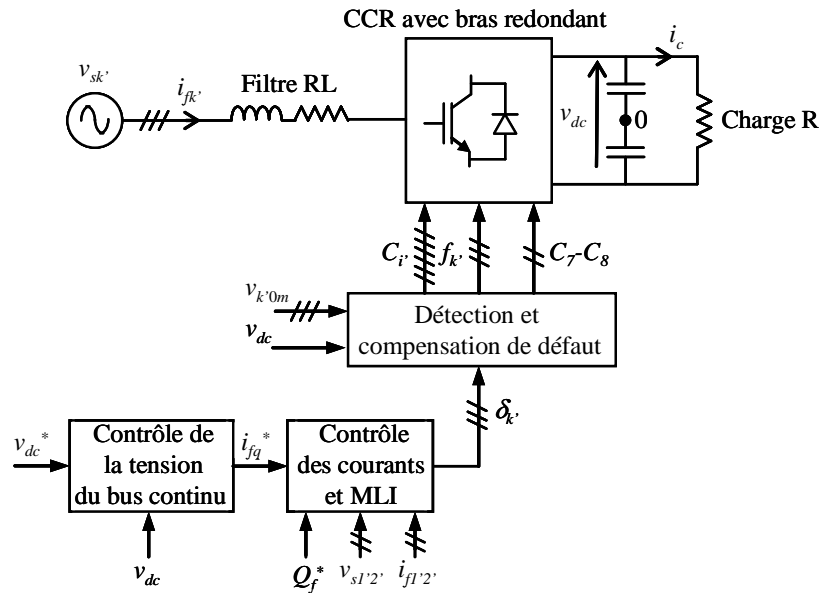 CCR avec bras redondant
v_sk'
i_fk'
Filtre RL
i_c
v_dc
0
Charge R
C_i'
f_k'
C_7-C_8
v_k'0m
v_dc
Détection et
compensation de défaut
δ_k'
v_dc*
Contrôle de
la tension
du bus continu
i_fq*
Contrôle
des courants
et MLI
v_dc
Q_f*
v_s1'2'
i_f1'2'